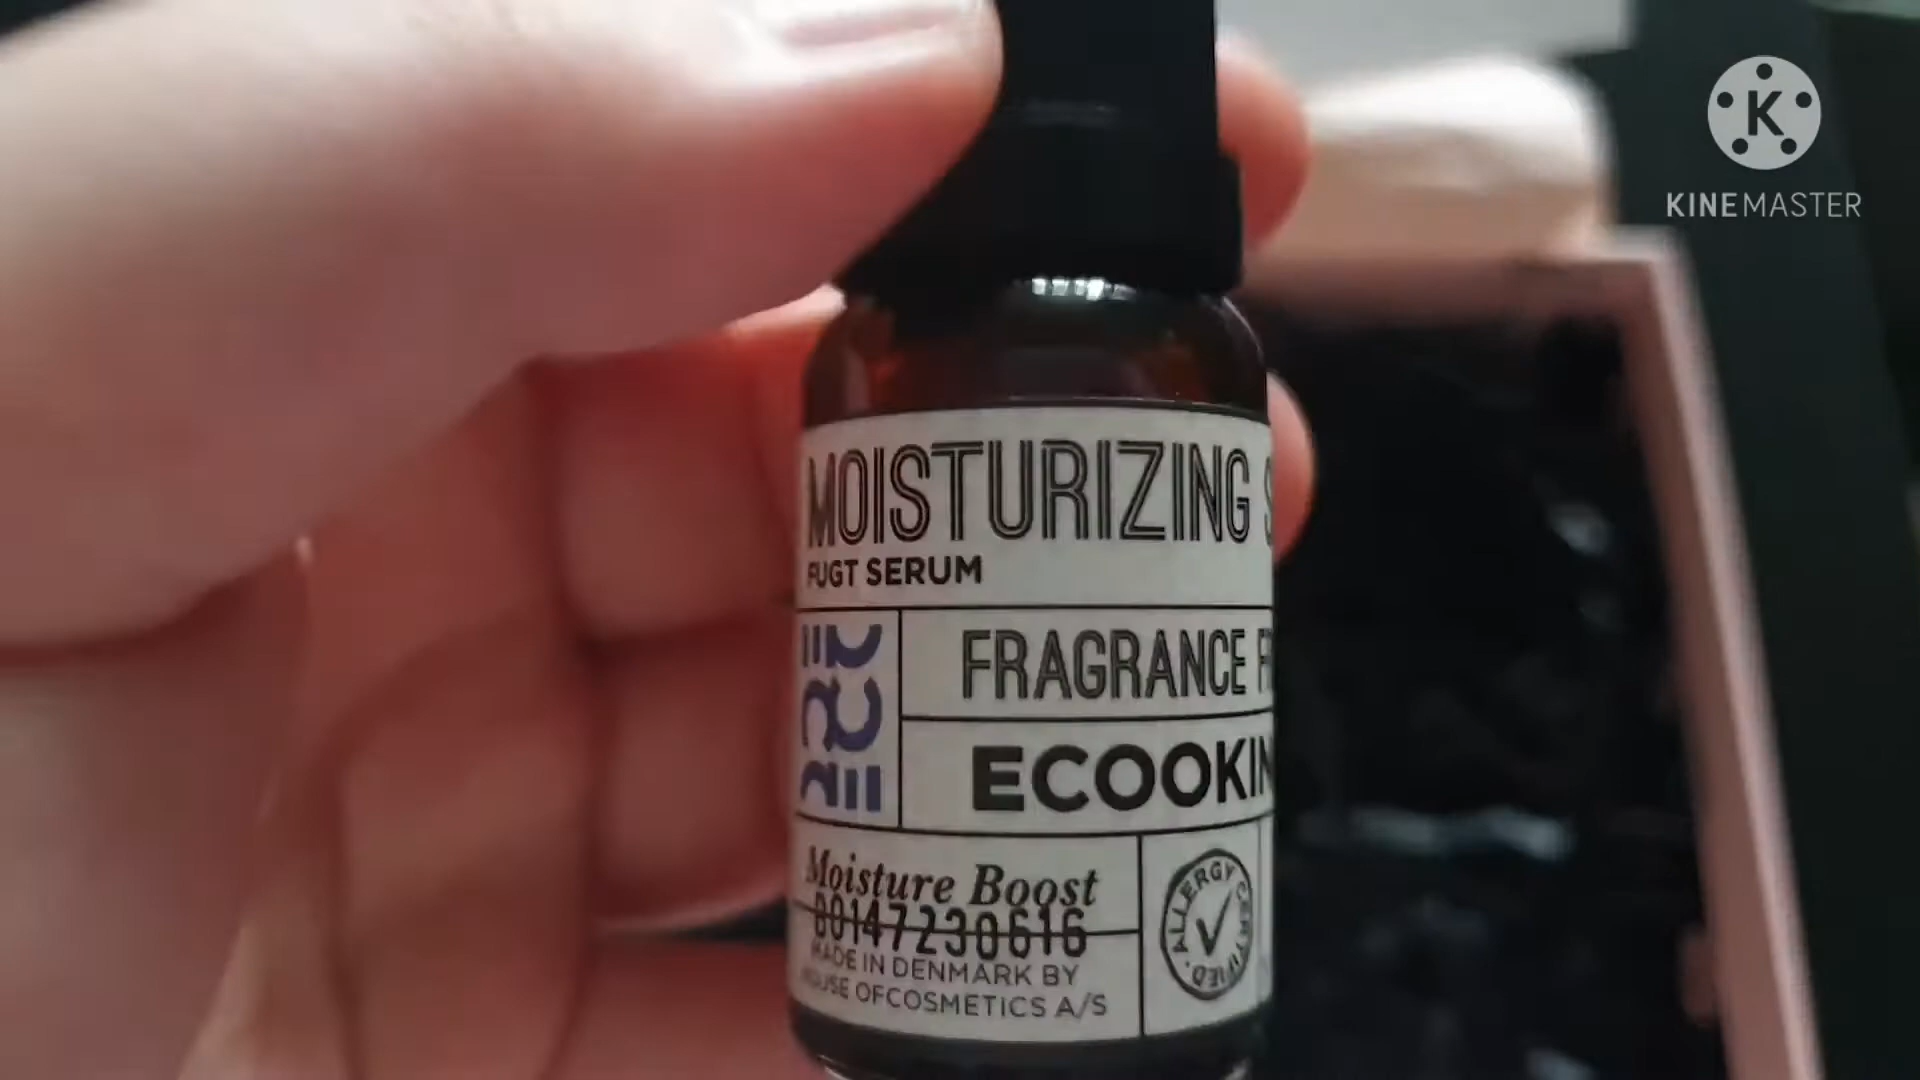 MOISTURIZING
FUGT SERUM
FRAGRANCE
ECOOKIN
Moisture Boost
B0147230616
MADE IN DENMARK BY
HOUSE OFCOSMETICS A/S
ALLERGY CERTIFIED
K
KINEMASTER